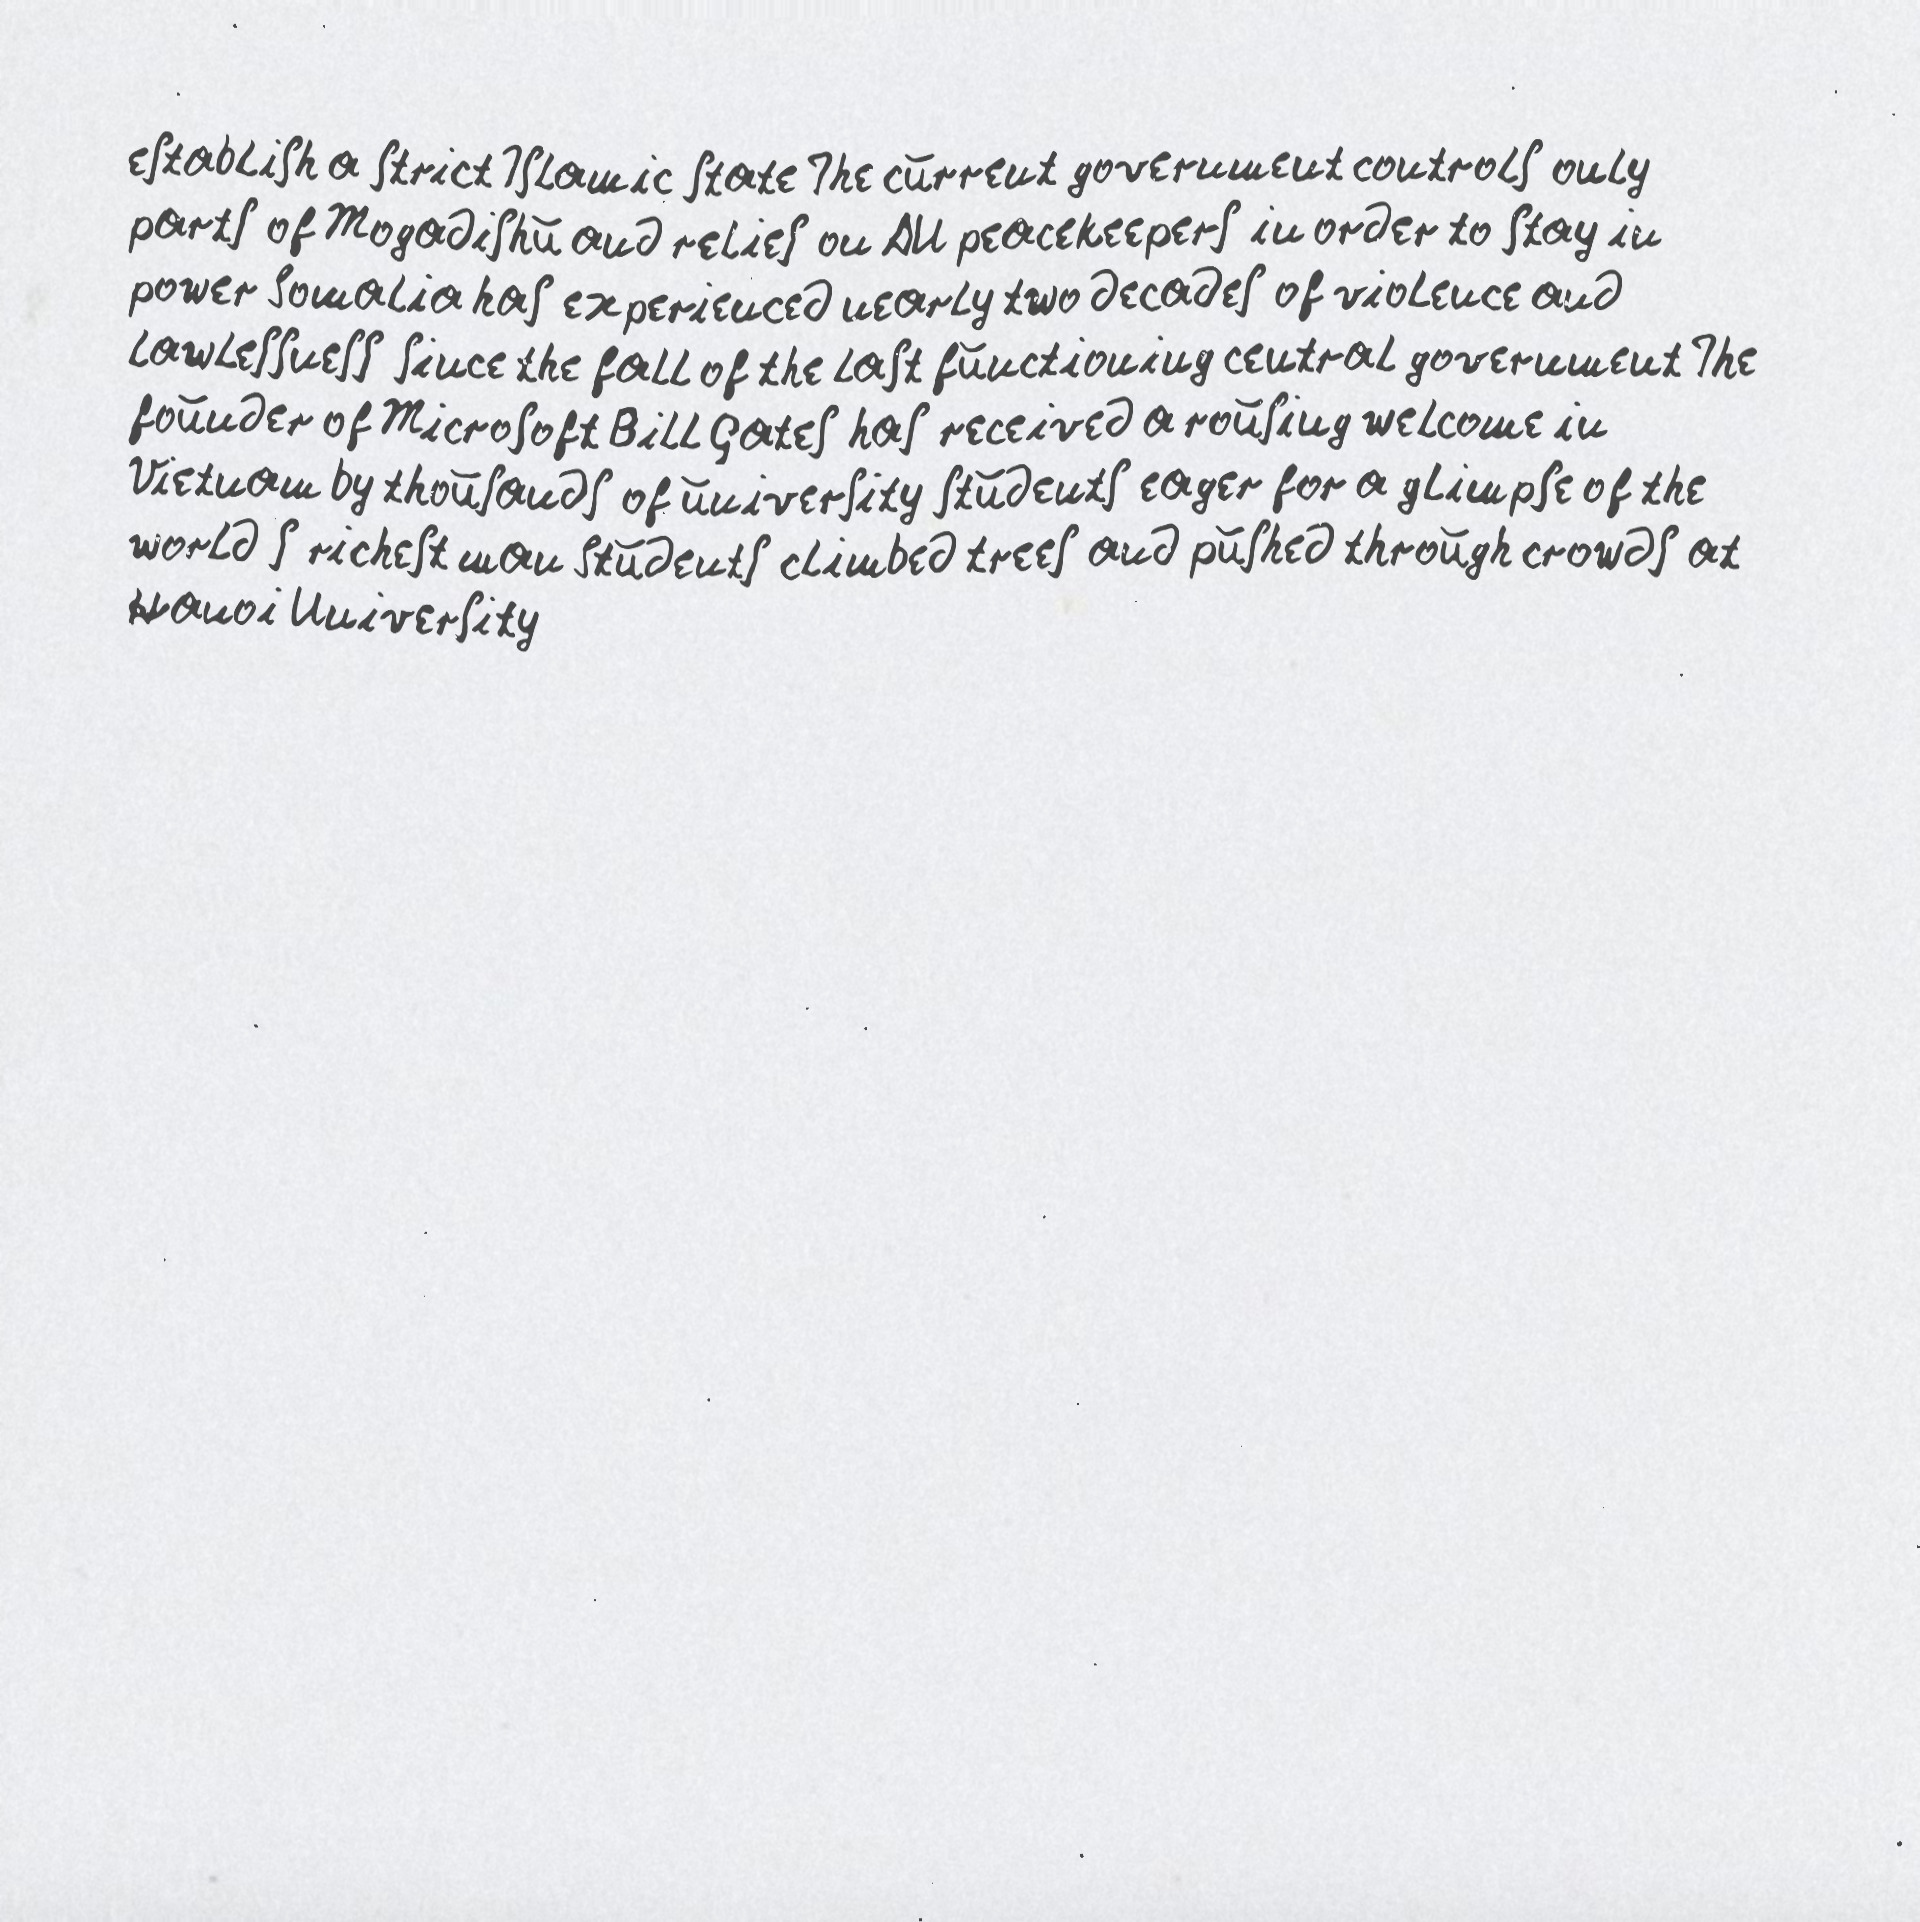 establish a strict Islamic state The current government controls only
parts of Mogadishu and relies on AU peacekeepers in order to stay in
power Somalia has experienced nearly two decades of violence and
lawlessness since the fall of the last functioning central government The
founder of Microsoft Bill Gates has received a rousing welcome in
Vietnam by thousands of university students eager for a glimpse of the
world s richest man Students climbed trees and pushed through crowds at
Hanoi University